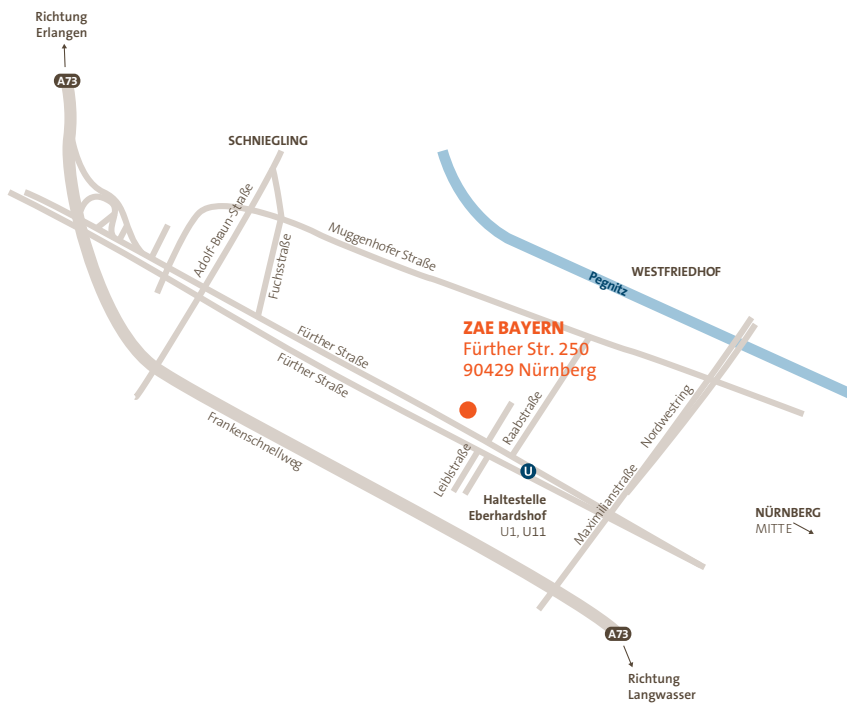 Richtung
Erlangen
A73
SCHNIEGLING
Adolf-Braun-Straße
Fuchsstraße
Muggenhofer Straße
WESTFRIEDHOF
Pegnitz
ZAE BAYERN
Fürther Str. 250
90429 Nürnberg
Fürther Straße
Fürther Straße
Frankenschnellweg
Raabstraße
Nordwestring
Leiblstraße
U
Haltestelle
Eberhardshof
U1, U11
Maximilianstraße
NÜRNBERG
MITTE
A73
Richtung
Langwasser